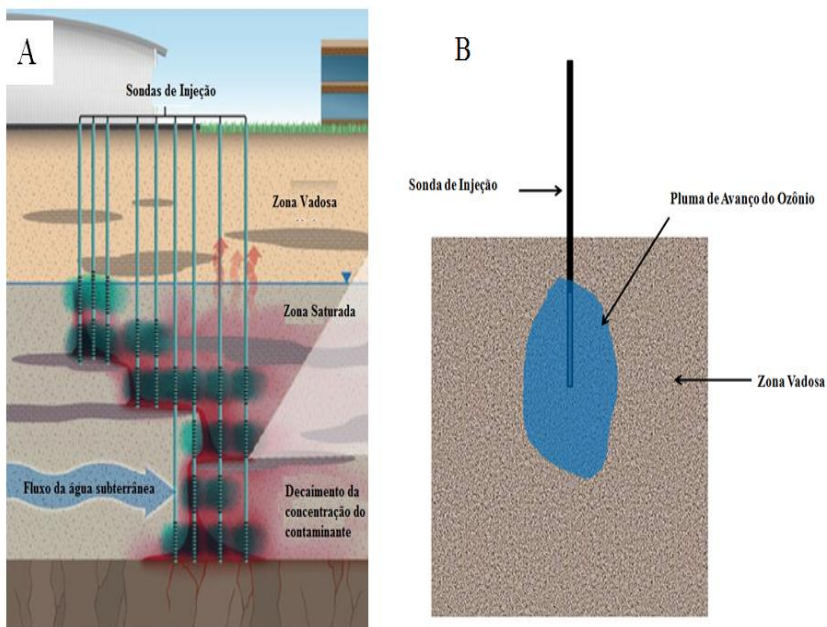 A
Sondas de Injeção
Zona Vadosa
Zona Saturada
Fluxo da água subterrânea
Decaimento da
concentração do
contaminante
B
Sonda de Injeção
Pluma de Avanço do Ozônio
Zona Vadosa